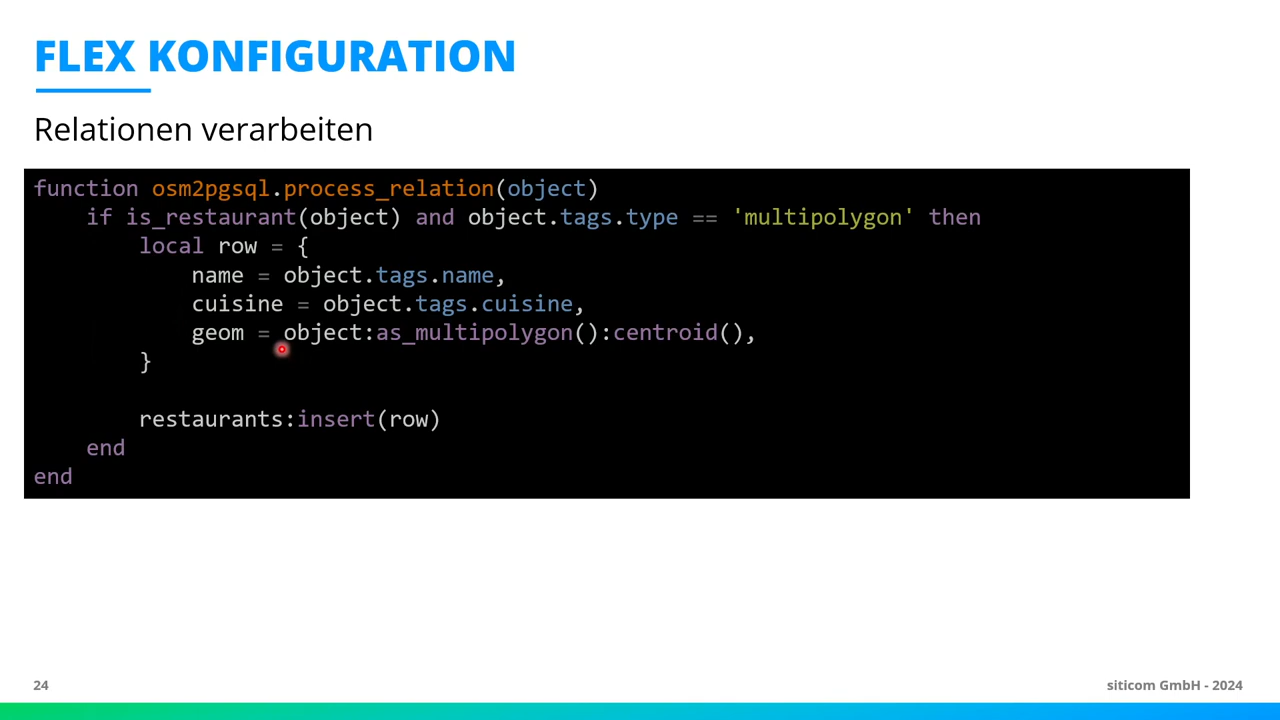 FLEX KONFIGURATION
Relationen verarbeiten
function osm2pgsql.process_relation(object)
    if is_restaurant(object) and object.tags.type == 'multipolygon' then
        local row = {
            name = object.tags.name,
            cuisine = object.tags.cuisine,
            geom = object:as_multipolygon():centroid(),
        }

        restaurants:insert(row)
    end
end
24
siticom GmbH - 2024